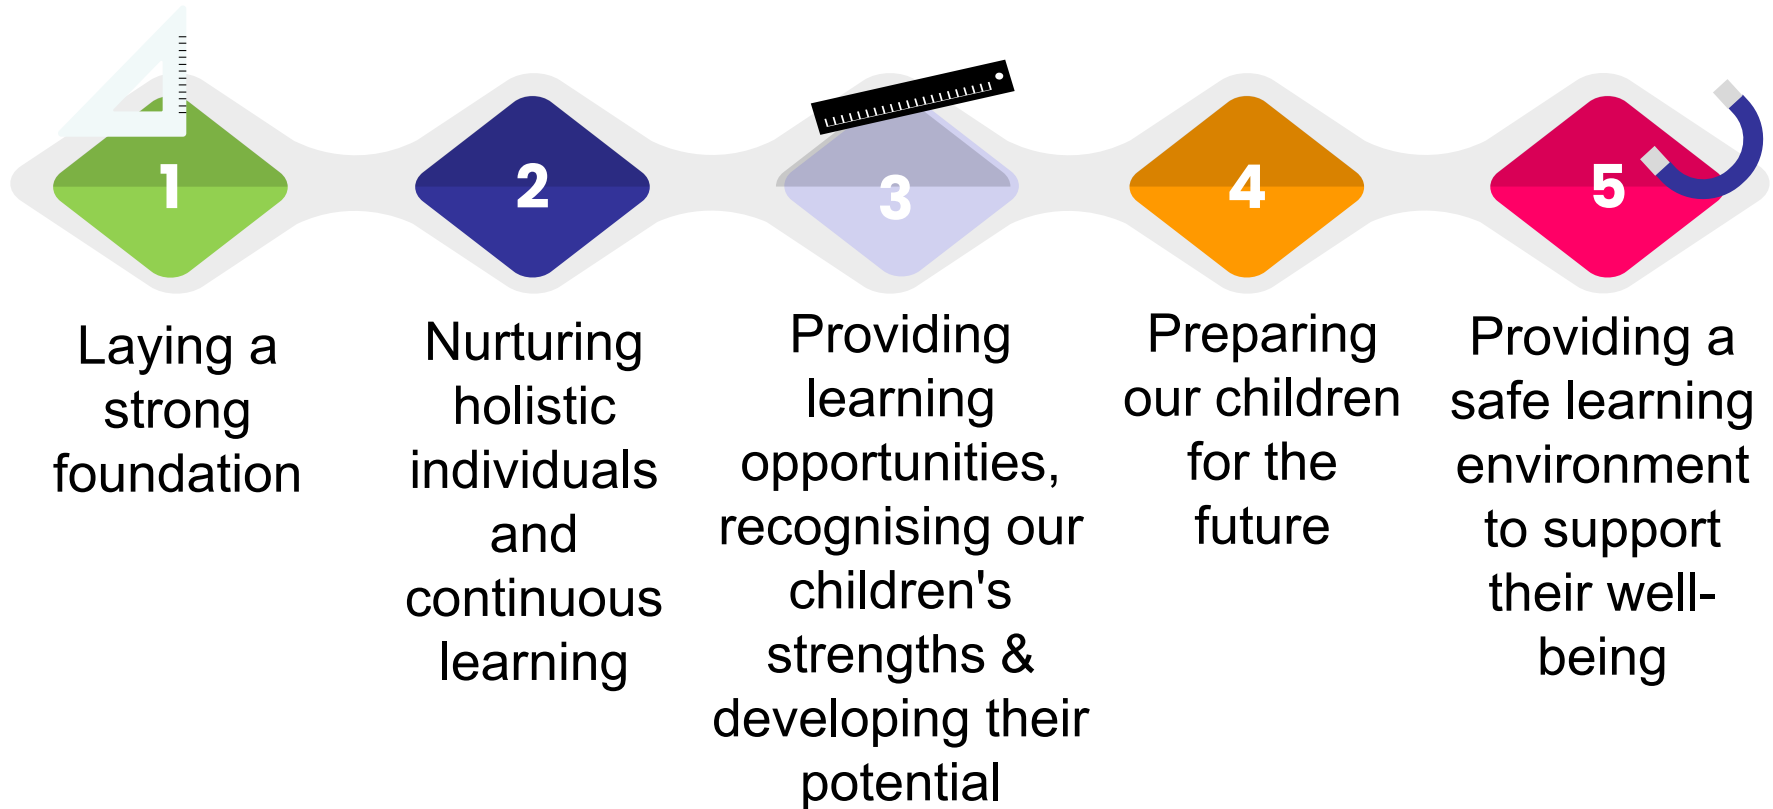 1
Laying a
strong
foundation
2
Nurturing
holistic
individuals
and
continuous
learning
3
Providing
learning
opportunities,
recognising our
children's
strengths &
developing their
potential
4
Preparing
our children
for the
future
5
Providing a
safe learning
environment
to support
their well-
being